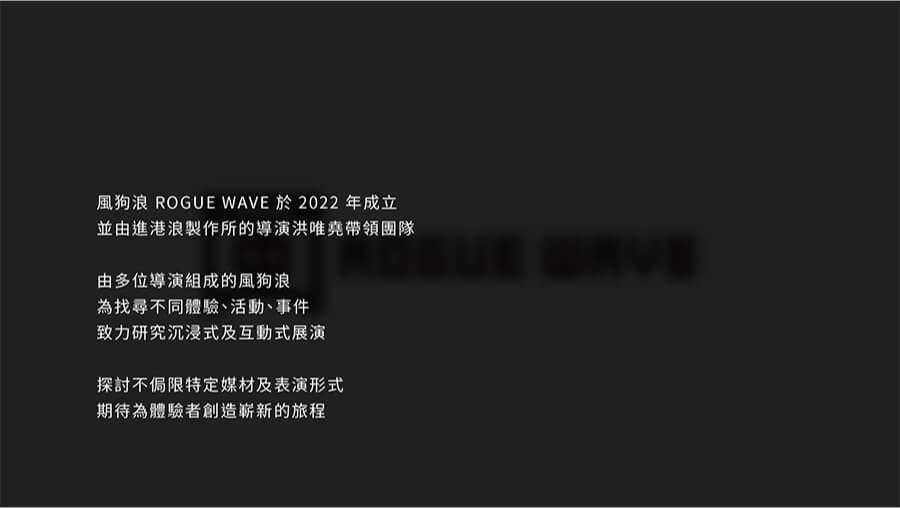 風狗浪 ROGUE WAVE 於 2022 年成立
並由進港浪製作所的導演洪唯堯帶領團隊
由多位導演組成的風狗浪
為找尋不同體驗、活動、事件
致力研究沉浸式及互動式展演
探討不侷限特定媒材及表演形式
期待為體驗者創造嶄新的旅程
ROGUE WAVE